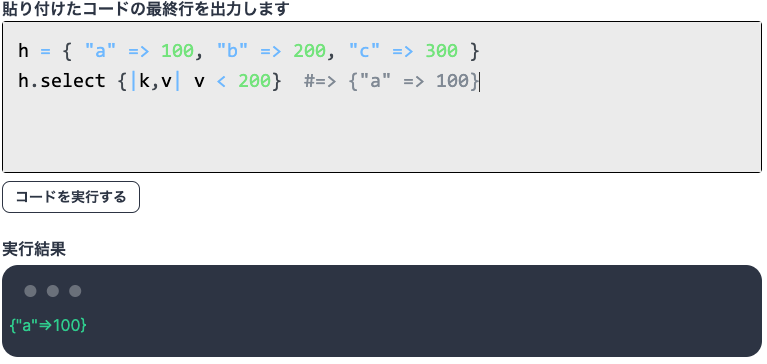 貼り付けたコードの最終行を出力します
h = { "a" => 100, "b" => 200, "c" => 300 }
h.select {|k,v| v < 200}  #=> {"a" => 100}
コードを実行する
実行結果
{"a"=>100}